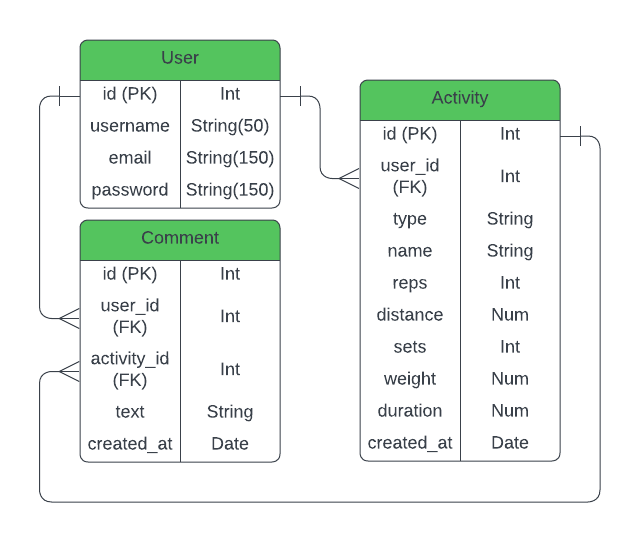 User
id (PK) Int
username String(50)
email String(150)
password String(150)
Comment
id (PK) Int
user_id
(FK) Int
activity_id
(FK) Int
text String
created_at Date
Activity
id (PK) Int
user_id
(FK) Int
type String
name String
reps Int
distance Num
sets Int
weight Num
duration Num
created_at Date